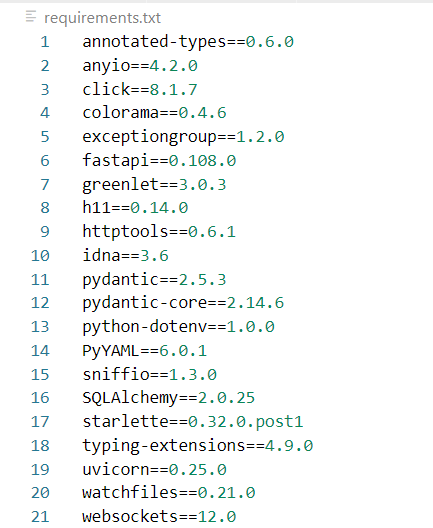 requirements.txt
1 annotated-types==0.6.0
2 anyio==4.2.0
3 click==8.1.7
4 colorama==0.4.6
5 exceptiongroup==1.2.0
6 fastapi==0.108.0
7 greenlet==3.0.3
8 h11==0.14.0
9 httptools==0.6.1
10 idna==3.6
11 pydantic==2.5.3
12 pydantic-core==2.14.6
13 python-dotenv==1.0.0
14 PyYAML==6.0.1
15 sniffio==1.3.0
16 SQLAlchemy==2.0.25
17 starlette==0.32.0.post1
18 typing-extensions==4.9.0
19 uvicorn==0.25.0
20 watchfiles==0.21.0
21 websockets==12.0